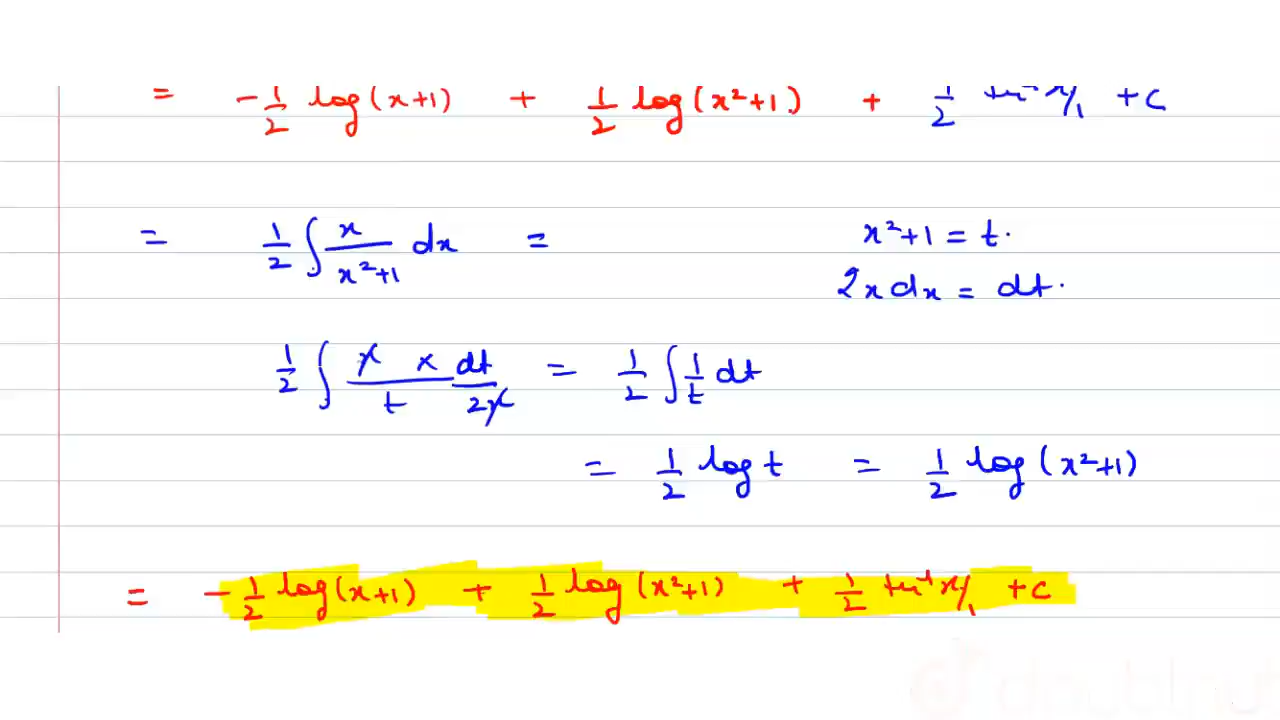 = -1/2 log(x+1) + 1/2 log(x²+1) + 1/2 tan⁻¹ x/1 + c
= 1/2 ∫ x/(x²+1) dx = x²+1 = t.
2x dx = dt.
1/2 ∫ x/t x dt/2x = 1/2 ∫ 1/t dt
= 1/2 log t = 1/2 log(x²+1)
= -1/2 log(x+1) + 1/2 log(x²+1) + 1/2 tan⁻¹ x/1 + c
doubtnut